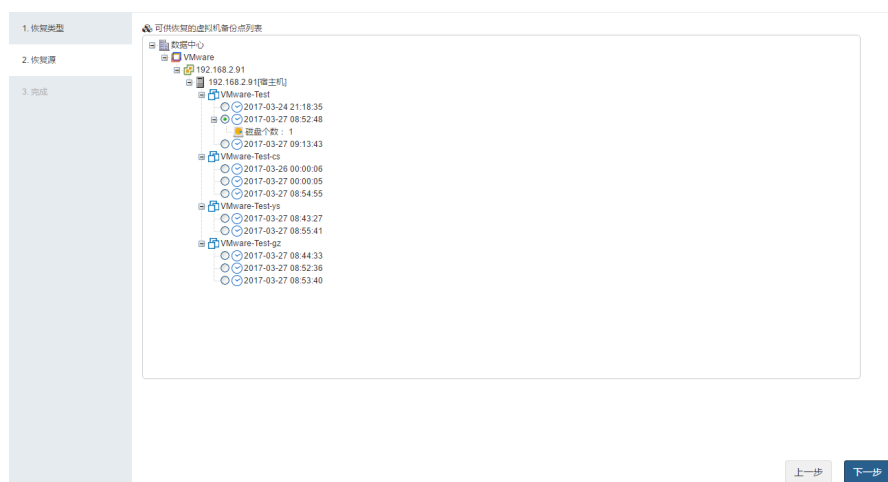 1. 恢复类型
2. 恢复源
3. 完成
可供恢复的虚拟机备份点列表
数据中心
VMware
192.168.2.91
192.168.2.91[宿主机]
VMware-Test
2017-03-24 21:18:35
2017-03-27 08:52:48
磁盘个数： 1
2017-03-27 09:13:43
VMware-Test-cs
2017-03-26 00:00:06
2017-03-27 00:00:05
2017-03-27 08:54:55
VMware-Test-ys
2017-03-27 08:43:27
2017-03-27 08:55:41
VMware-Test-gz
2017-03-27 08:44:33
2017-03-27 08:52:36
2017-03-27 08:53:40
上一步 下一步